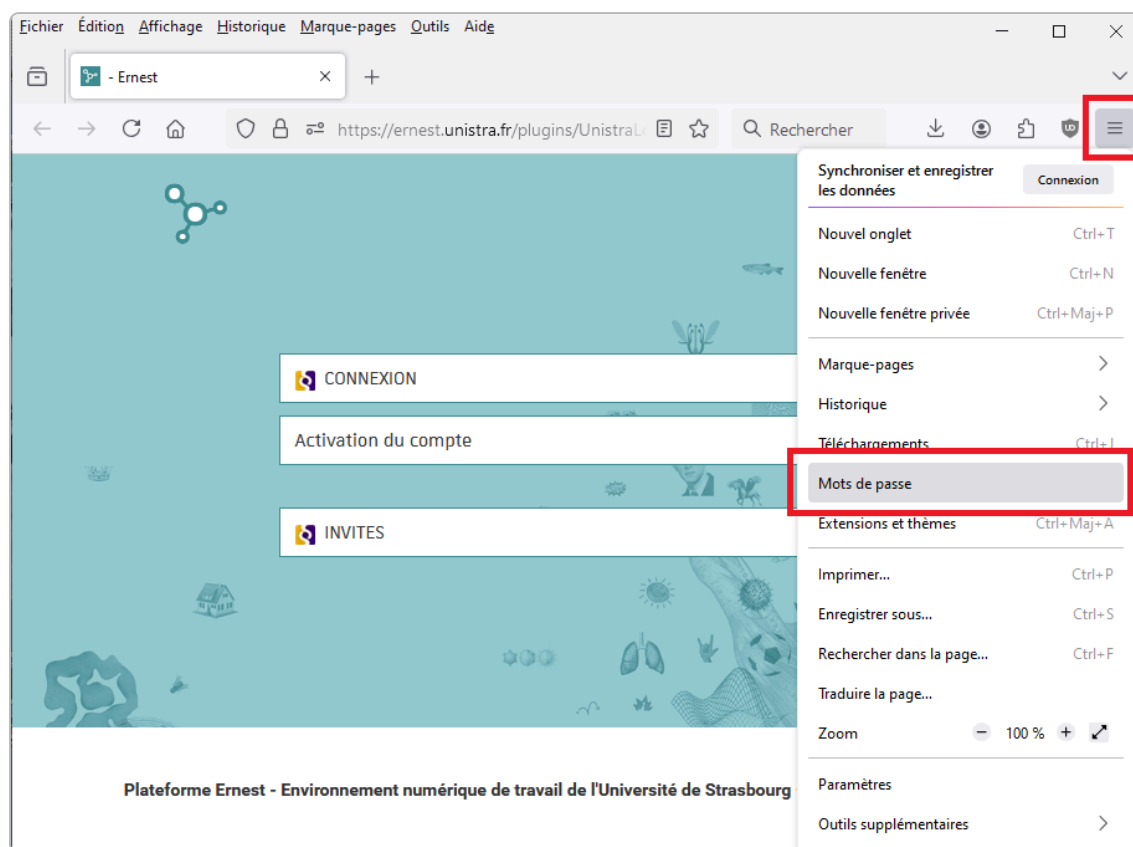 Fichier Édition Affichage Historique Marque-pages Outils Aide
- Ernest
https://ernest.unistra.fr/plugins/UnistraL
Rechercher
Synchroniser et enregistrer
les données
Connexion
Nouvel onglet Ctrl+T
Nouvelle fenêtre Ctrl+N
Nouvelle fenêtre privée Ctrl+Maj+P
CONNEXION
Marque-pages
Historique
Activation du compte
Téléchargements Ctrl+J
Mots de passe
Extensions et thèmes Ctrl+Maj+A
INVITES
Imprimer... Ctrl+P
Enregistrer sous... Ctrl+S
Rechercher dans la page... Ctrl+F
Traduire la page...
Zoom 100 %
Plateforme Ernest - Environnement numérique de travail de l'Université de Strasbourg
Paramètres
Outils supplémentaires